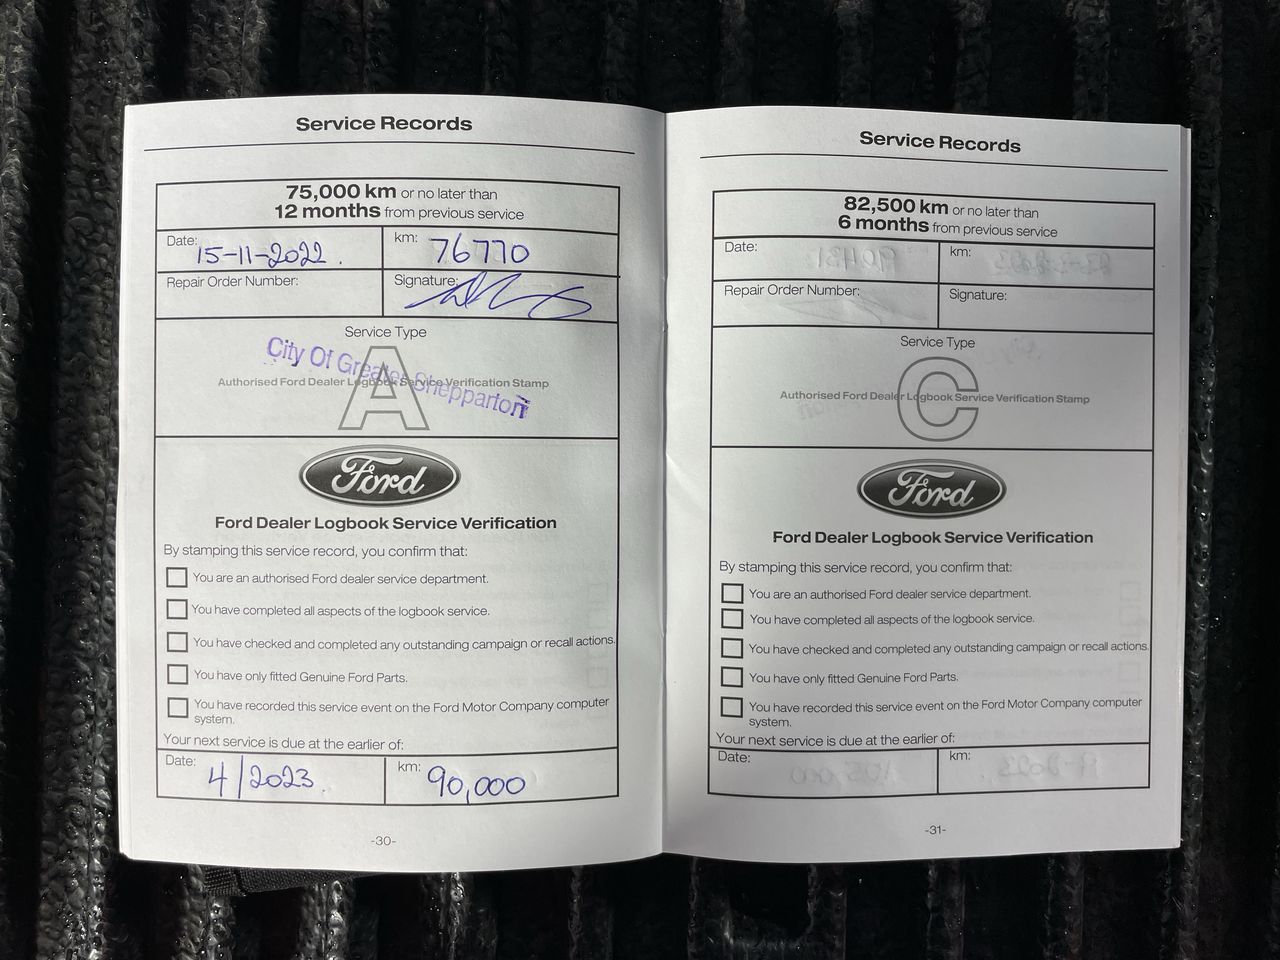 Service Records
75,000 km or no later than
12 months from previous service
Date: 15-11-2022.
km: 76770
Repair Order Number:
Signature:
Service Type
A
City Of Greater Shepparton
Authorised Ford Dealer Logbook Service Verification Stamp
Ford
Ford Dealer Logbook Service Verification
By stamping this service record, you confirm that:
You are an authorised Ford dealer service department.
You have completed all aspects of the logbook service.
You have checked and completed any outstanding campaign or recall actions.
You have only fitted Genuine Ford Parts.
You have recorded this service event on the Ford Motor Company computer
system.
Your next service is due at the earlier of:
Date: 4/2023.
km: 90,000
-30-
Service Records
82,500 km or no later than
6 months from previous service
Date:
km:
Repair Order Number:
Signature:
Service Type
C
Authorised Ford Dealer Logbook Service Verification Stamp
Ford
Ford Dealer Logbook Service Verification
By stamping this service record, you confirm that:
You are an authorised Ford dealer service department.
You have completed all aspects of the logbook service.
You have checked and completed any outstanding campaign or recall actions.
You have only fitted Genuine Ford Parts.
You have recorded this service event on the Ford Motor Company computer
system.
Your next service is due at the earlier of:
Date:
km:
-31-